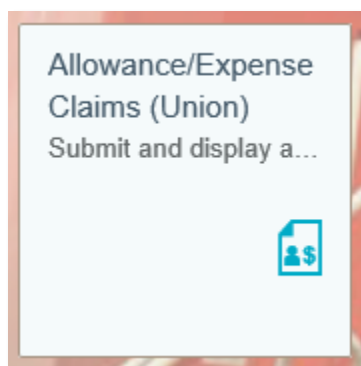 Allowance/Expense
Claims (Union)
Submit and display a...
$